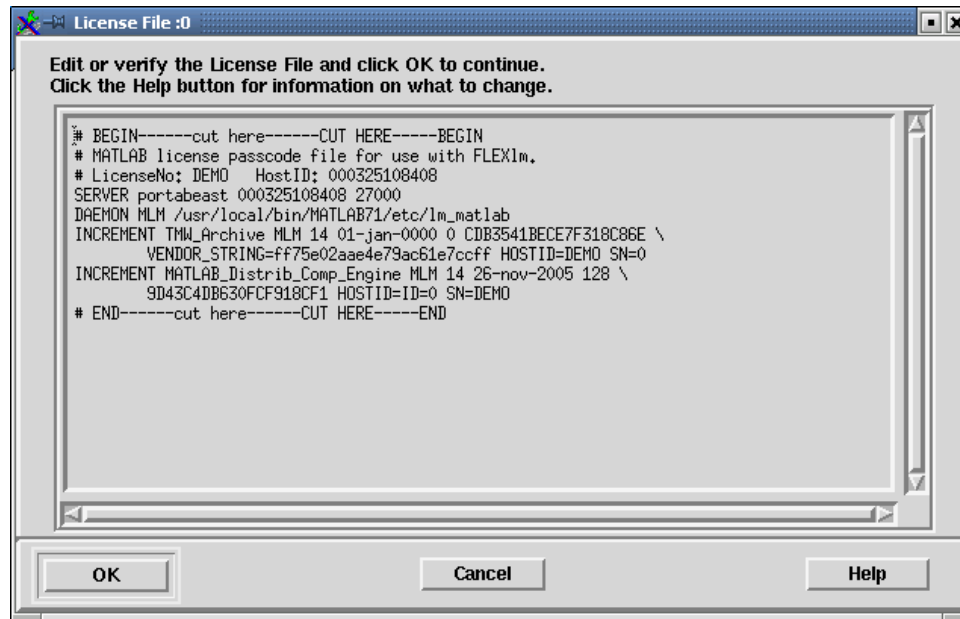 License File :0
Edit or verify the License File and click OK to continue.
Click the Help button for information on what to change.
# BEGIN------cut here------CUT HERE-----BEGIN
# MATLAB license passcode file for use with FLEXlm.
# LicenseNo: DEMO   HostID: 000325108408
SERVER portabeast 000325108408 27000
DAEMON MLM /usr/local/bin/MATLAB71/etc/lm_matlab
INCREMENT TMW_Archive MLM 14 01-jan-0000 0 CDB3541BECE7F318C86E \
VENDOR_STRING=ff75e02aae4e79ac61e7ccff HOSTID=DEMO SN=0
INCREMENT MATLAB_Distrib_Comp_Engine MLM 14 26-nov-2005 128 \
9D43C4DB630FCF918CF1 HOSTID=ID=0 SN=DEMO
# END------cut here------CUT HERE-----END
OK Cancel Help